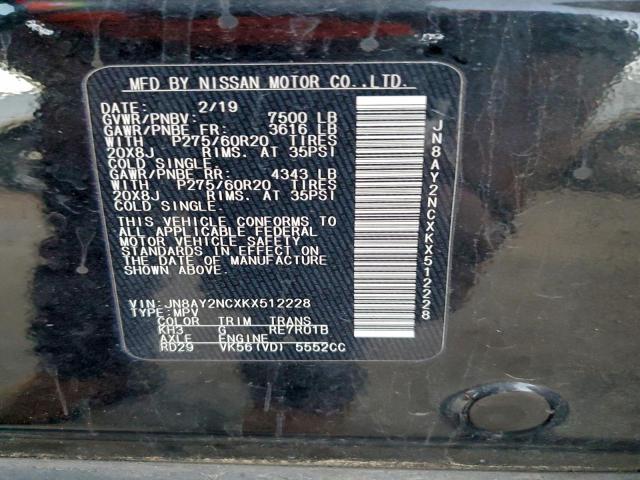 MFD BY NISSAN MOTOR CO.,LTD.
DATE: 2/19
GVWR/PNBV: 7500 LB
GAWR/PNBE FR: 3616 LB
WITH P275/60R20 TIRES
20X8J RIMS. AT 35PSI
COLD SINGLE.
GAWR/PNBE RR: 4343 LB
WITH P275/60R20 TIRES
20X8J RIMS. AT 35PSI
COLD SINGLE.
THIS VEHICLE CONFORMS TO
ALL APPLICABLE FEDERAL
MOTOR VEHICLE SAFETY
STANDARDS IN EFFECT ON
THE DATE OF MANUFACTURE
SHOWN ABOVE.
VIN: JN8AY2NCXKX512228
TYPE: MPV
COLOR TRIM TRANS
KH3 G RE7R01B
AXLE ENGINE
RD29 VK56(VD) 5552CC
JN8AY2NCXKX512228